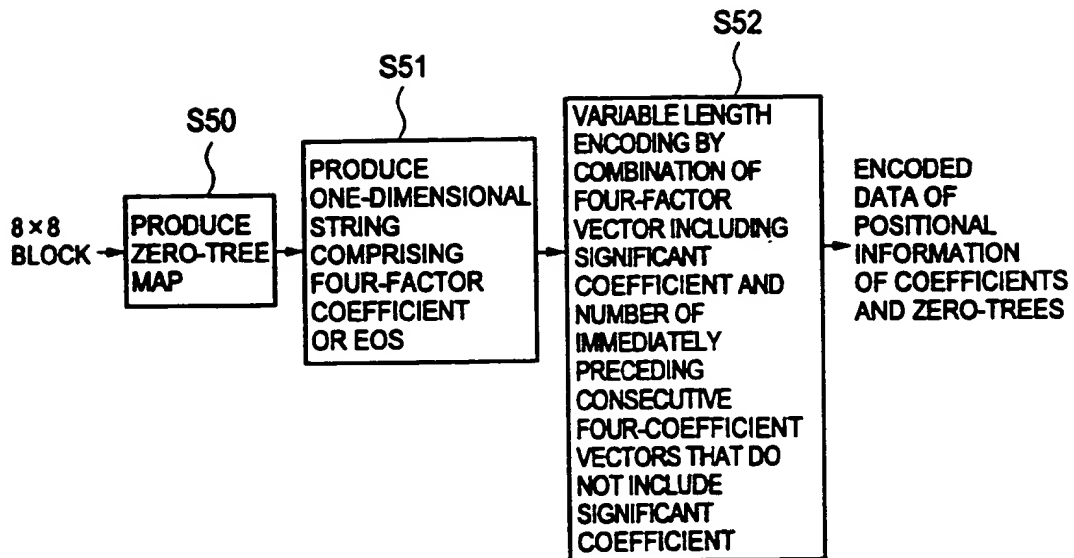 8×8
BLOCK
S50
PRODUCE
ZERO-TREE
MAP
S51
PRODUCE
ONE-DIMENSIONAL
STRING
COMPRISING
FOUR-FACTOR
COEFFICIENT
OR EOS
S52
VARIABLE LENGTH
ENCODING BY
COMBINATION OF
FOUR-FACTOR
VECTOR INCLUDING
SIGNIFICANT
COEFFICIENT AND
NUMBER OF
IMMEDIATELY
PRECEDING
CONSECUTIVE
FOUR-COEFFICIENT
VECTORS THAT DO
NOT INCLUDE
SIGNIFICANT
COEFFICIENT
ENCODED
DATA OF
POSITIONAL
INFORMATION
OF COEFFICIENTS
AND ZERO-TREES